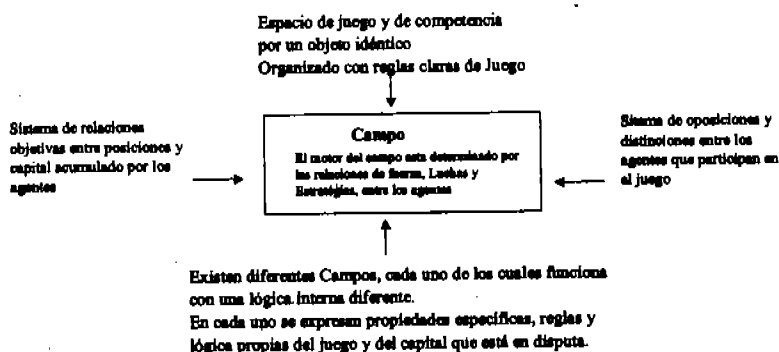 Espacio de juego y de competencia
por un objeto idéntico
Organizado con reglas claras de Juego
Sistema de relaciones
objetivas entre posiciones y
capital acumulado por los
agentes
Campo
El motor del campo esta determinado por
las relaciones de fuerza, Luchas y
Estratégias, entre los agentes
Sistema de oposiciones y
distinciones entre los
agentes que participan en
el juego
Existen diferentes Campos, cada uno de los cuales funciona
con una lógica interna diferente.
En cada uno se expresan propiedades específicas, reglas y
lógica propias del juego y del capital que está en disputa.